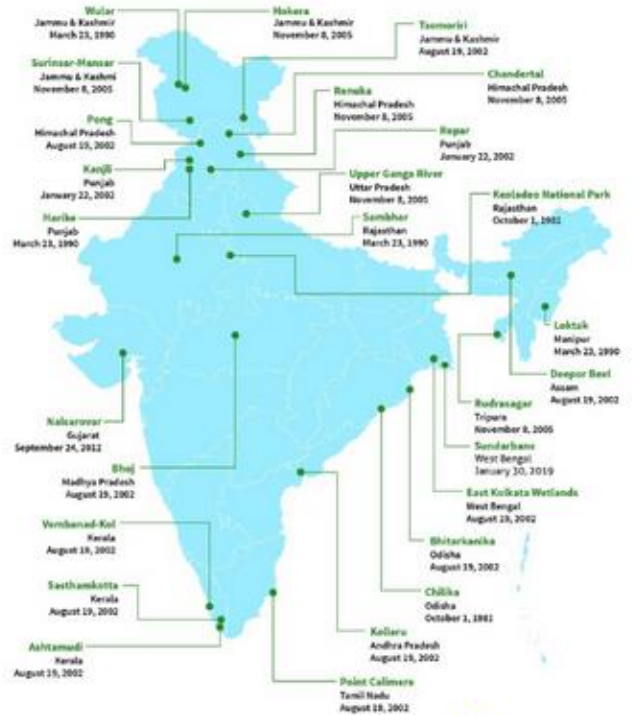 Wular
Jammu & Kashmir
March 23, 1990
Hokera
Jammu & Kashmir
November 8, 2005
Tsomoriri
Jammu & Kashmir
August 19, 2002
Surinsar-Mansar
Jammu & Kashmi
November 8, 2005
Renuka
Himachal Pradesh
November 8, 2005
Chandertal
Himachal Pradesh
November 8, 2005
Pong
Himachal Pradesh
August 19, 2002
Ropar
Punjab
January 22, 2002
Kanjli
Punjab
January 22, 2002
Upper Ganga River
Uttar Pradesh
November 8, 2005
Keoladeo National Park
Rajasthan
October 1, 1981
Harike
Punjab
March 23, 1990
Sambhar
Rajasthan
March 23, 1990
Loktak
Manipur
March 23, 1990
Deepor Beel
Assam
August 19, 2002
Rudrasagar
Tripura
November 8, 2005
Nalsarovar
Gujarat
September 24, 2012
Sundarbans
West Bengal
January 30, 2019
Bhoj
Madhya Pradesh
August 19, 2002
East Kolkata Wetlands
West Bengal
August 19, 2002
Vembanad-Kol
Kerala
August 19, 2002
Bhitarkanika
Odisha
August 19, 2002
Sasthamkotta
Kerala
August 19, 2002
Chilika
Odisha
October 1, 1981
Ashtamudi
Kerala
August 19, 2002
Kolleru
Andhra Pradesh
August 19, 2002
Point Calimere
Tamil Nadu
August 19, 2002